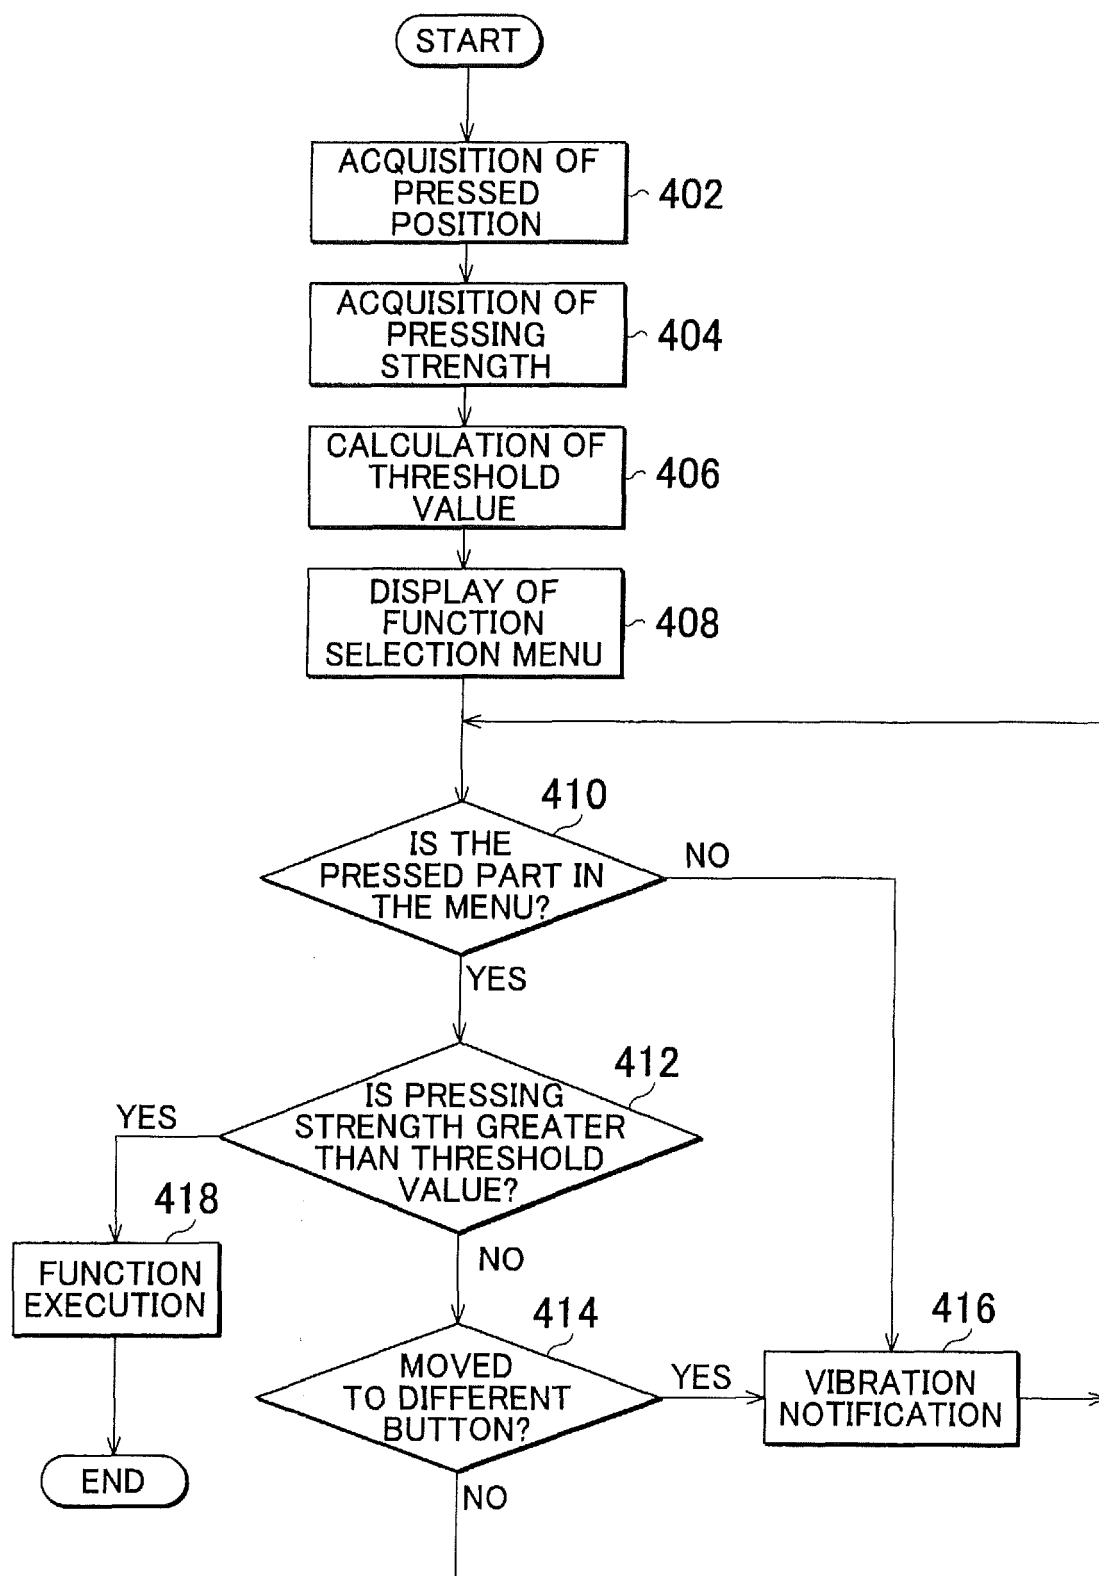 START
ACQUISITION OF
PRESSED
POSITION
402
ACQUISITION OF
PRESSING
STRENGTH
404
CALCULATION OF
THRESHOLD
VALUE
406
DISPLAY OF
FUNCTION
SELECTION MENU
408
410
IS THE
PRESSED PART IN
THE MENU?
NO
YES
412
IS PRESSING
STRENGTH GREATER
THAN THRESHOLD
VALUE?
YES
418
FUNCTION
EXECUTION
NO
414
MOVED
TO DIFFERENT
BUTTON?
YES
416
VIBRATION
NOTIFICATION
END
NO